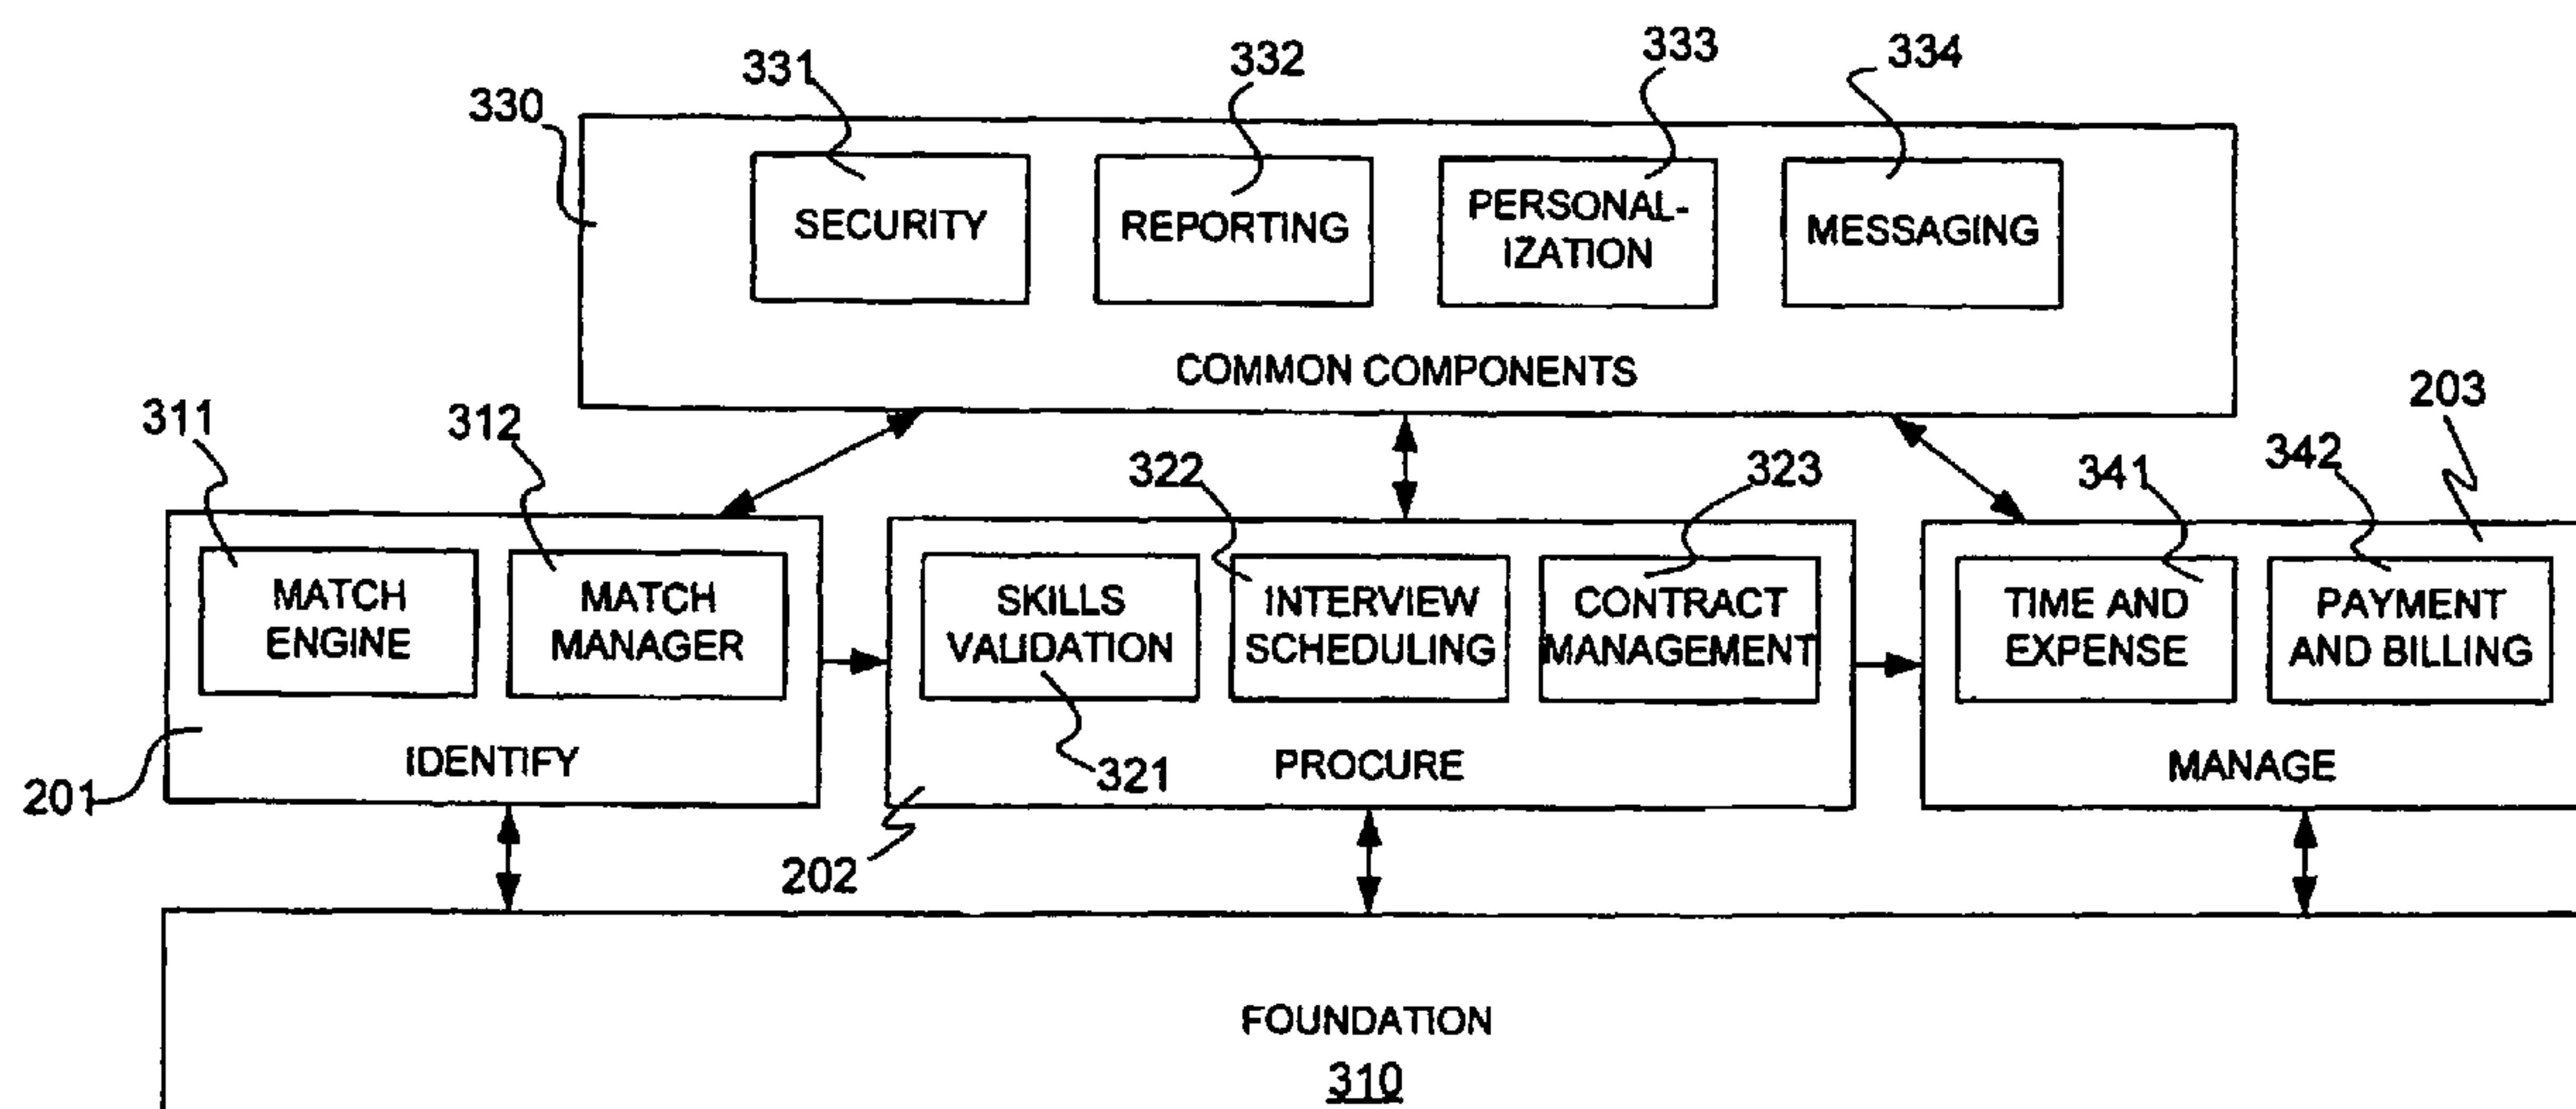 331
332
333
334
330
SECURITY
REPORTING
PERSONAL-
IZATION
MESSAGING
COMMON COMPONENTS
311
312
322
323
341
342
203
MATCH
ENGINE
MATCH
MANAGER
SKILLS
VALIDATION
INTERVIEW
SCHEDULING
CONTRACT
MANAGEMENT
TIME AND
EXPENSE
PAYMENT
AND BILLING
201
IDENTIFY
321
PROCURE
MANAGE
202
FOUNDATION
310